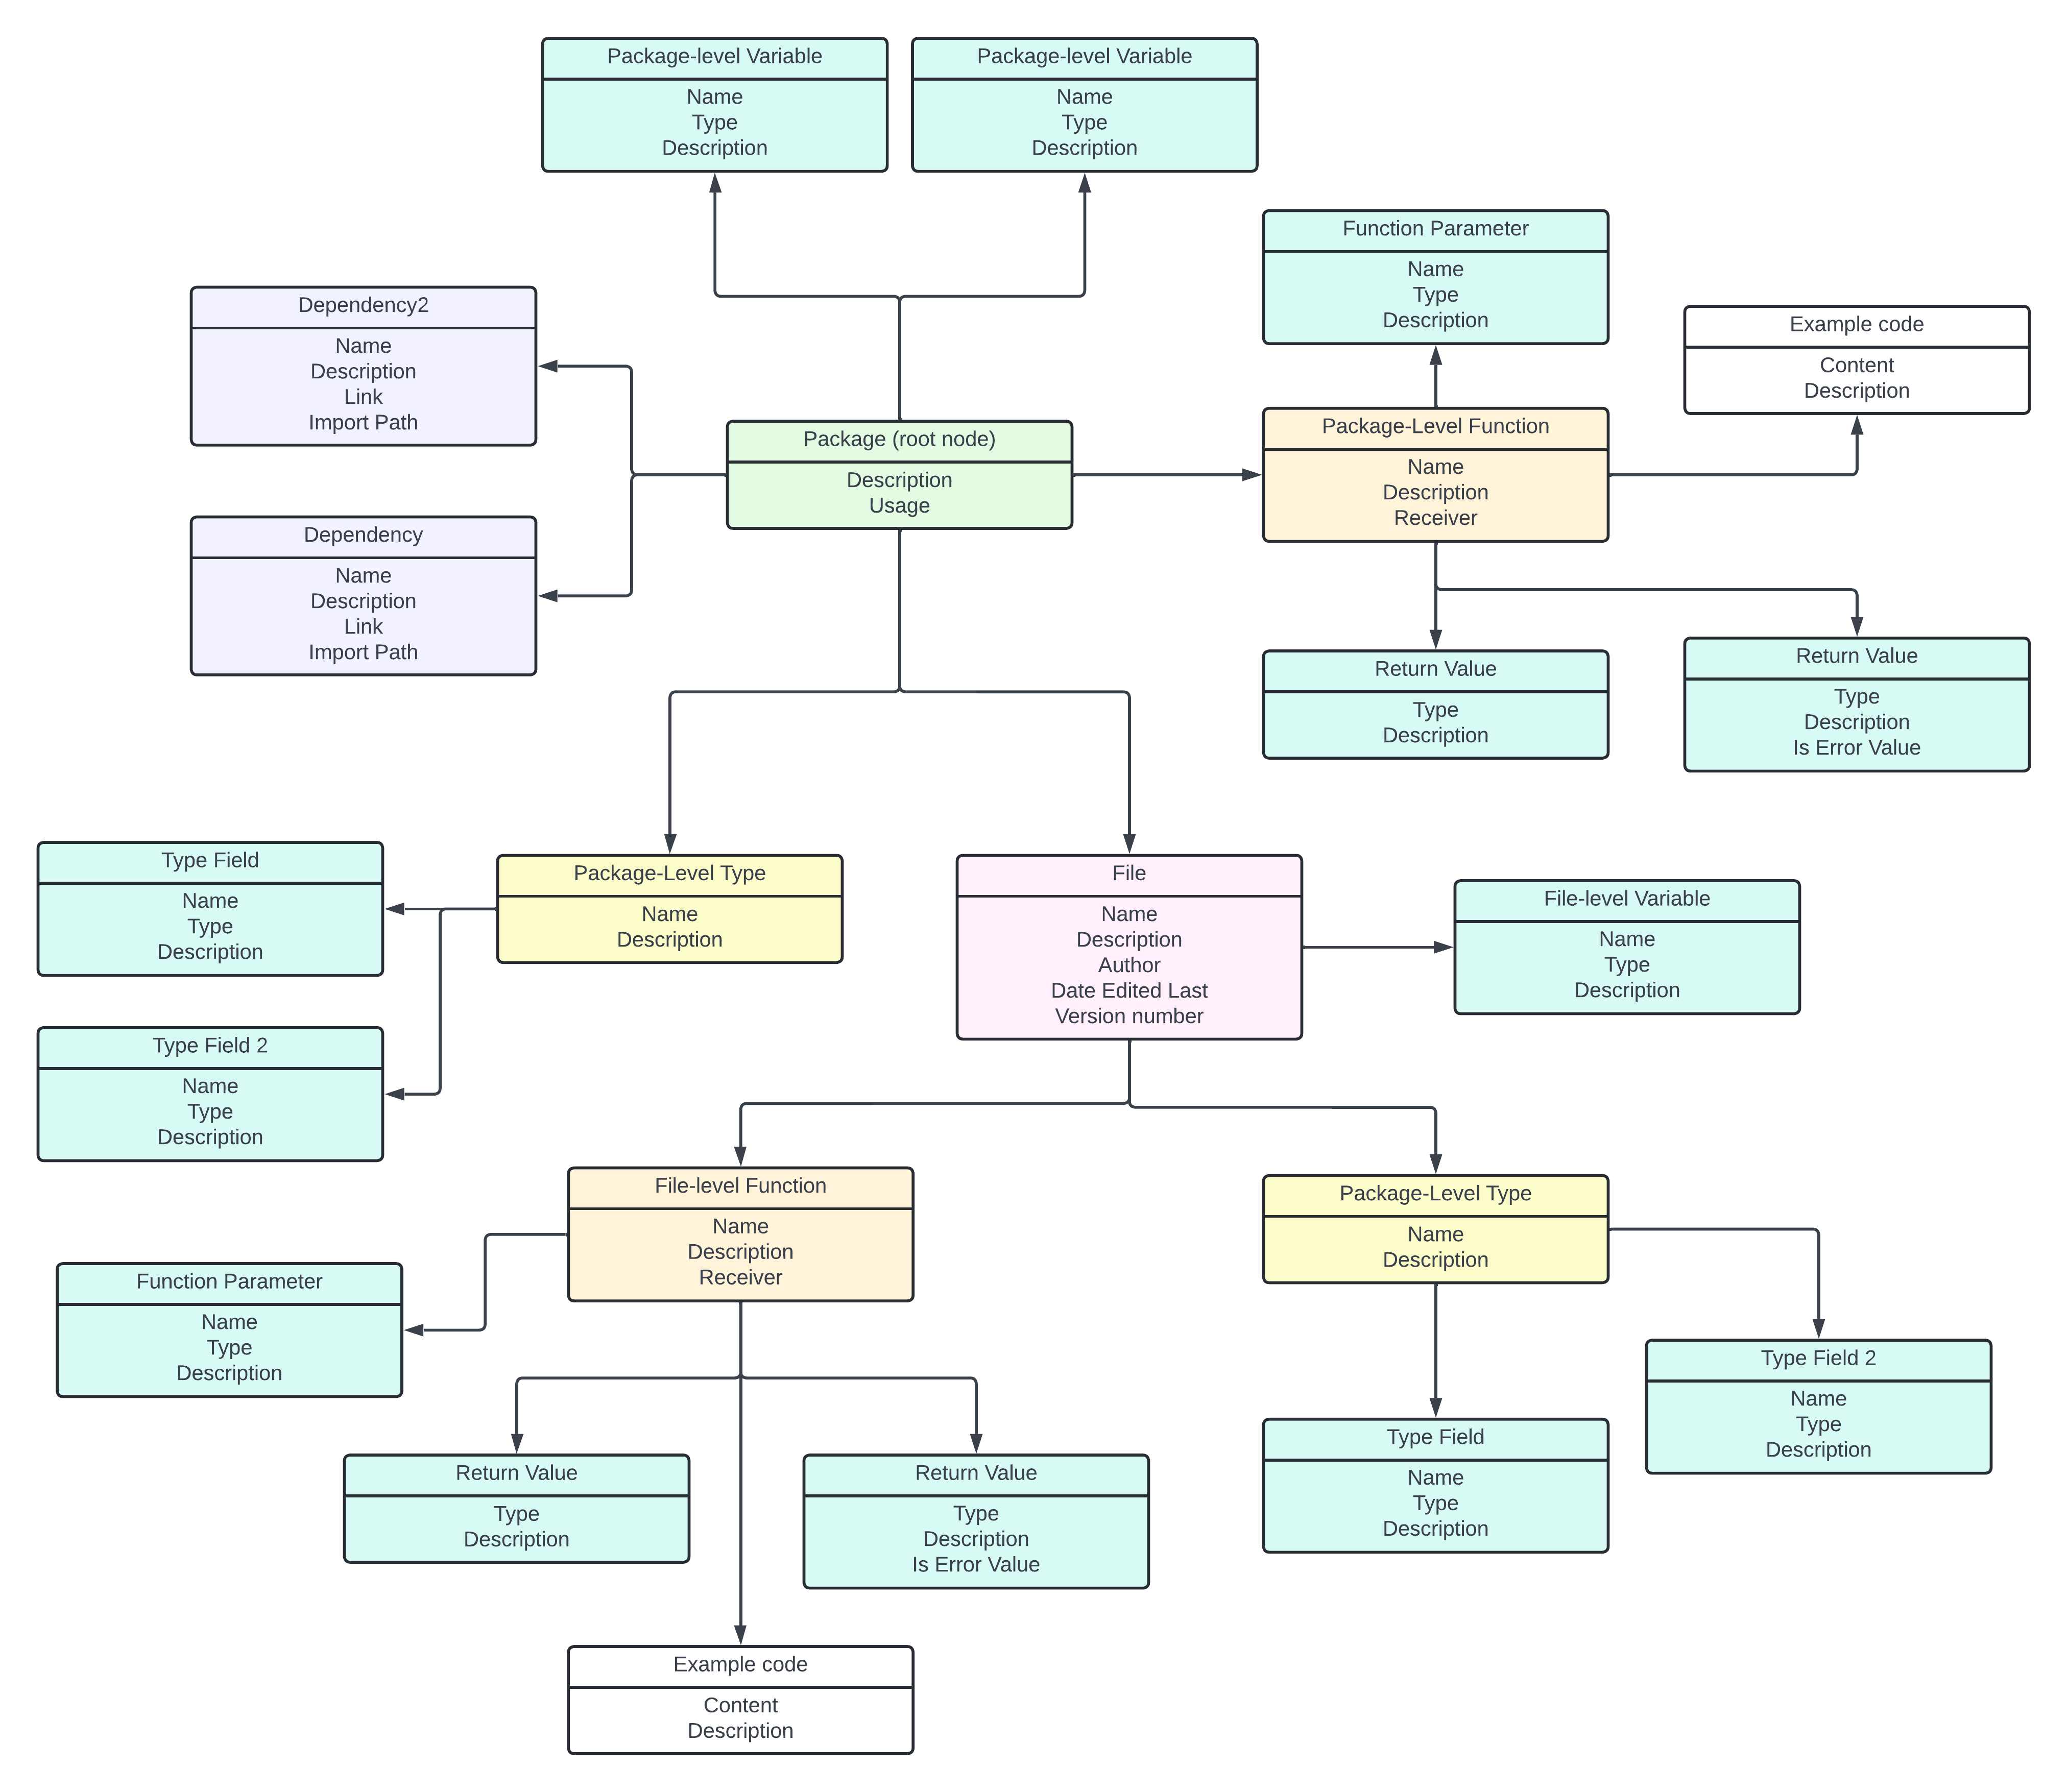 Package-level Variable
Name
Type
Description
Package-level Variable
Name
Type
Description
Function Parameter
Name
Type
Description
Dependency2
Name
Description
Link
Import Path
Example code
Content
Description
Package (root node)
Description
Usage
Package-Level Function
Name
Description
Receiver
Dependency
Name
Description
Link
Import Path
Return Value
Type
Description
Return Value
Type
Description
Is Error Value
Type Field
Name
Type
Description
Package-Level Type
Name
Description
File
Name
Description
Author
Date Edited Last
Version number
File-level Variable
Name
Type
Description
Type Field 2
Name
Type
Description
File-level Function
Name
Description
Receiver
Package-Level Type
Name
Description
Function Parameter
Name
Type
Description
Type Field 2
Name
Type
Description
Type Field
Name
Type
Description
Return Value
Type
Description
Return Value
Type
Description
Is Error Value
Example code
Content
Description